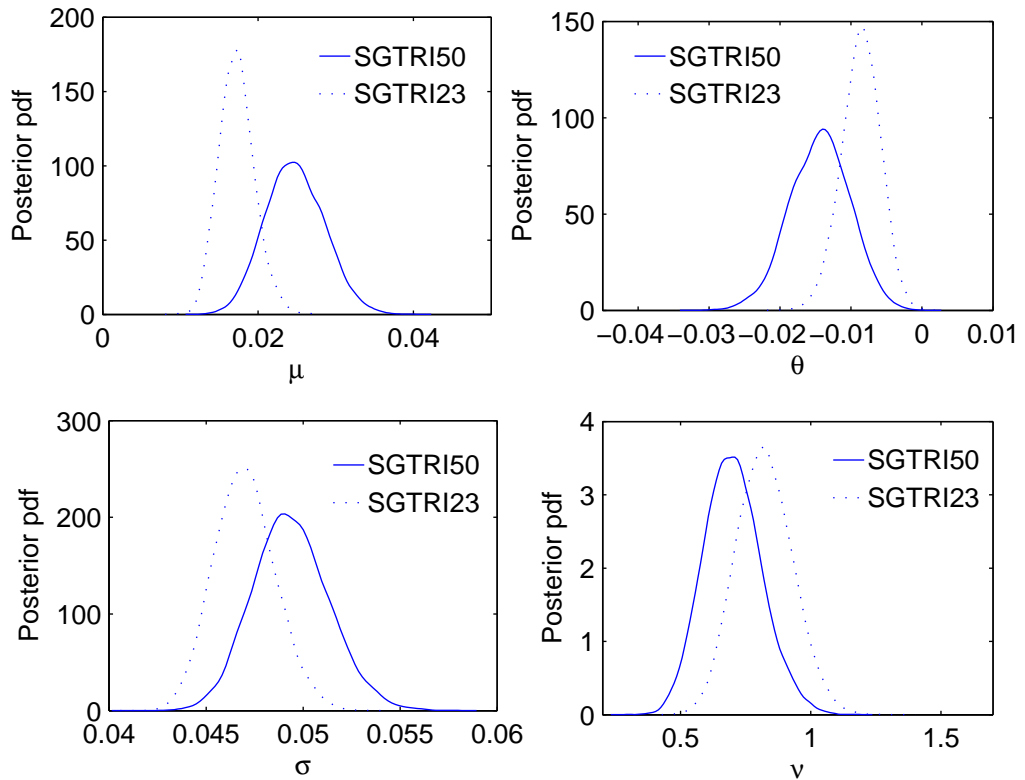 200
150
100
50
0
Posterior pdf
SGTRI50
SGTRI23
0 0.02 0.04
μ
150
100
50
0
Posterior pdf
SGTRI50
SGTRI23
−0.04 −0.03 −0.02 −0.01 0 0.01
θ
300
200
100
0
Posterior pdf
SGTRI50
SGTRI23
0.04 0.045 0.05 0.055 0.06
σ
4
3
2
1
0
Posterior pdf
SGTRI50
SGTRI23
0.5 1 1.5
ν